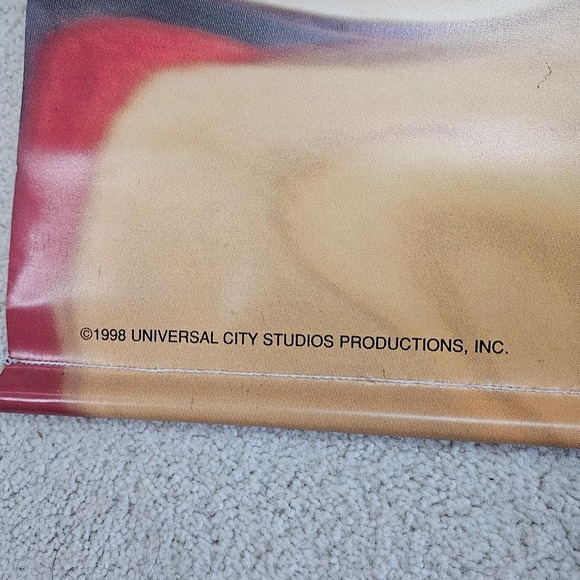 ©1998 UNIVERSAL CITY STUDIOS PRODUCTIONS, INC.